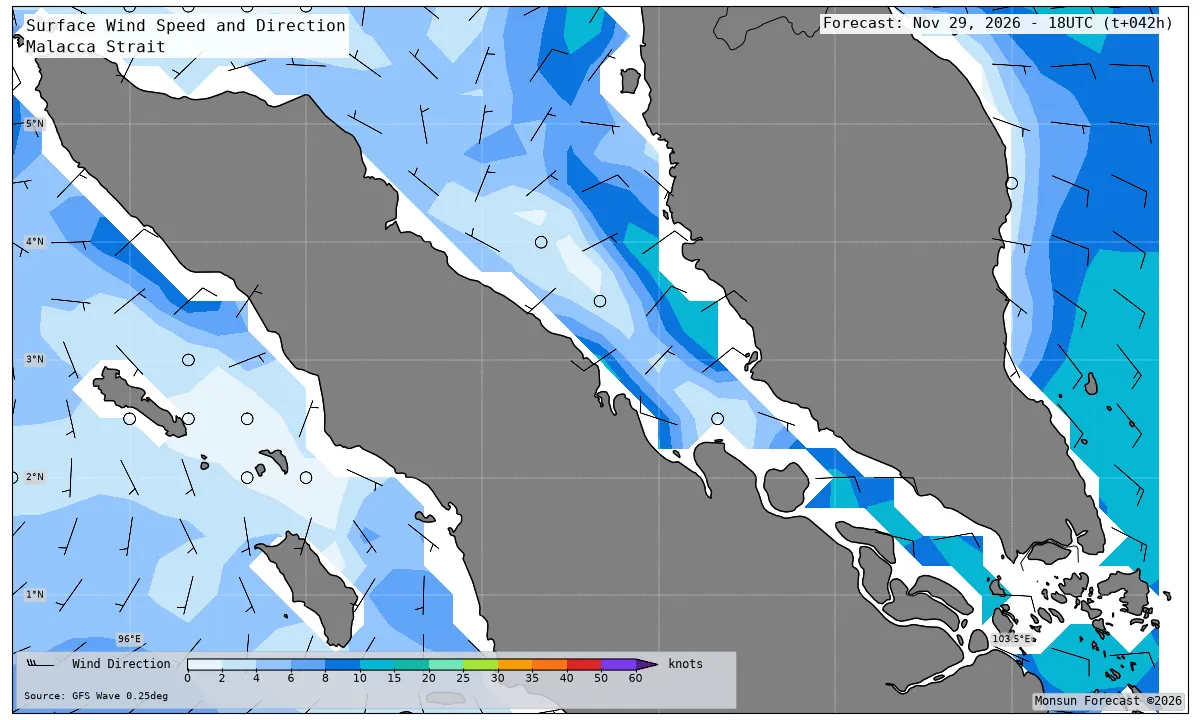 Surface Wind Speed and Direction
Malacca Strait
Forecast: Nov 29, 2026 - 18UTC (t+042h)
5°N
4°N
3°N
2°N
1°N
96°E
103.5°E
Wind Direction
0 2 4 6 8 10 15 20 25 30 35 40 50 60
knots
Source: GFS Wave 0.25deg
Monsun Forecast ©2026